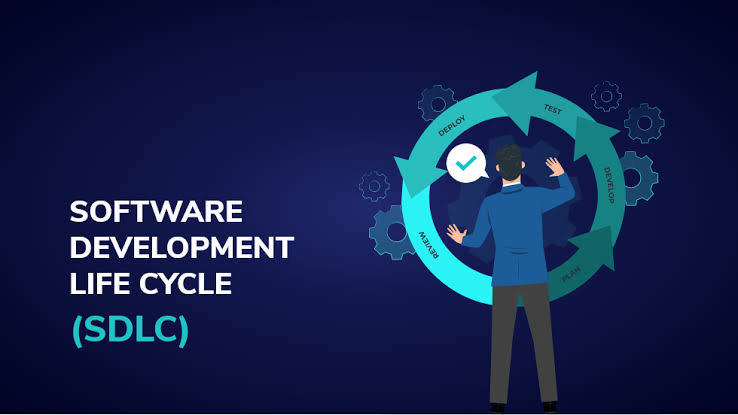 SOFTWARE
DEVELOPMENT
LIFE CYCLE
(SDLC)
DEPLOY
TEST
DEVELOP
PLAN
REVIEW